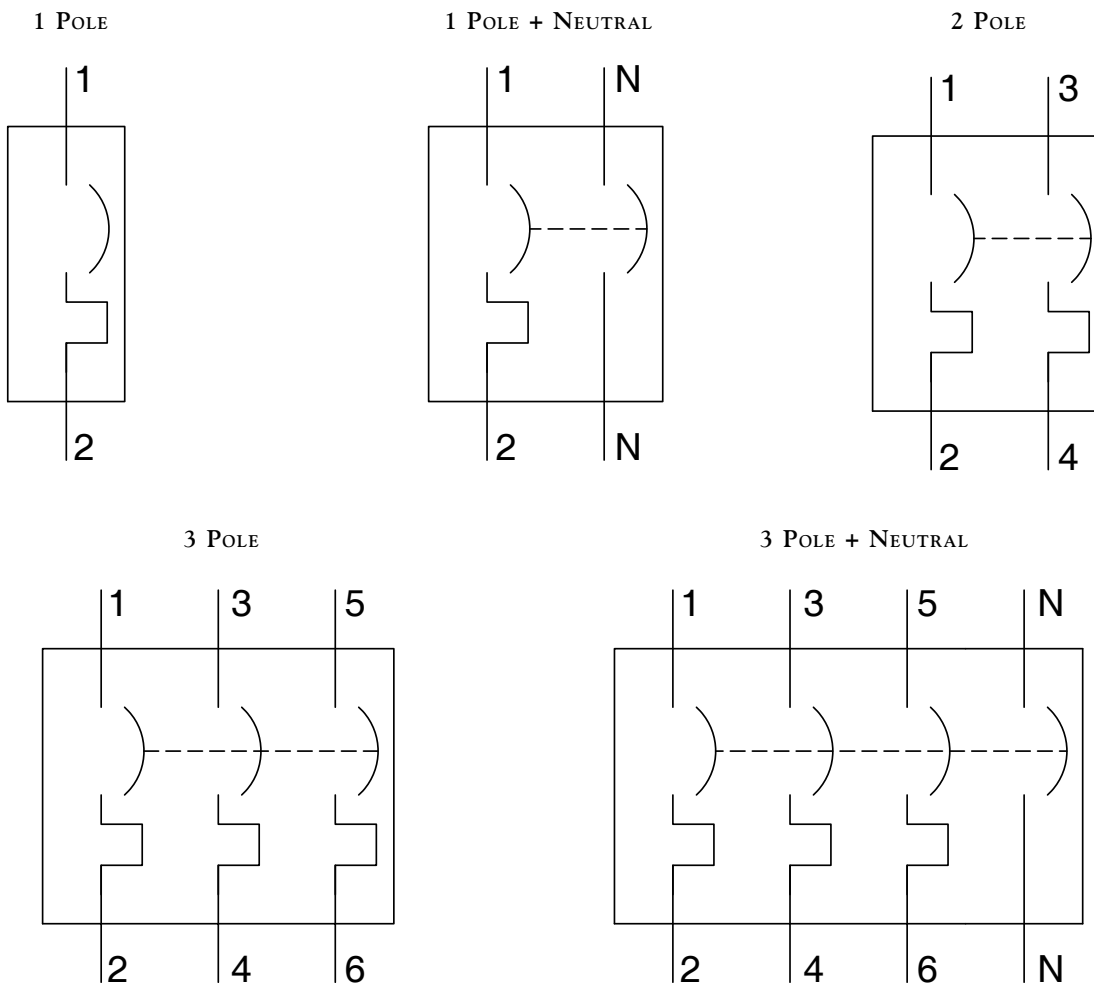 1 Pole
1 Pole + Neutral
2 Pole
1
1 N
1 3
2
2 N
2 4
3 Pole
3 Pole + Neutral
1 3 5
1 3 5 N
2 4 6
2 4 6 N